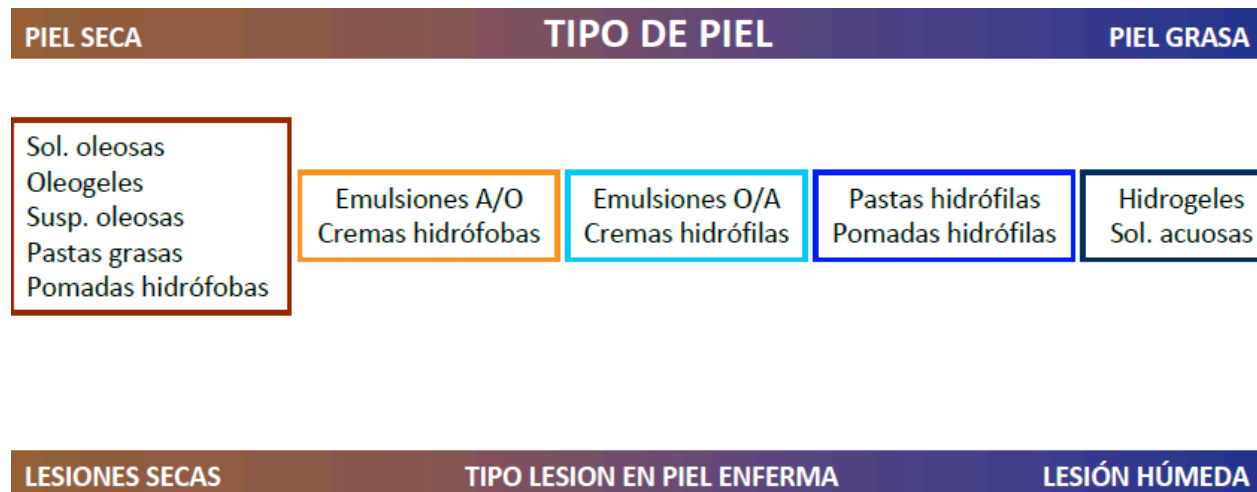 PIEL SECA
TIPO DE PIEL
PIEL GRASA
Sol. oleosas
Oleogeles
Susp. oleosas
Pastas grasas
Pomadas hidrófobas
Emulsiones A/O
Cremas hidrófobas
Emulsiones O/A
Cremas hidrófilas
Pastas hidrófilas
Pomadas hidrófilas
Hidrogeles
Sol. acuosas
LESIONES SECAS
TIPO LESION EN PIEL ENFERMA
LESIÓN HÚMEDA